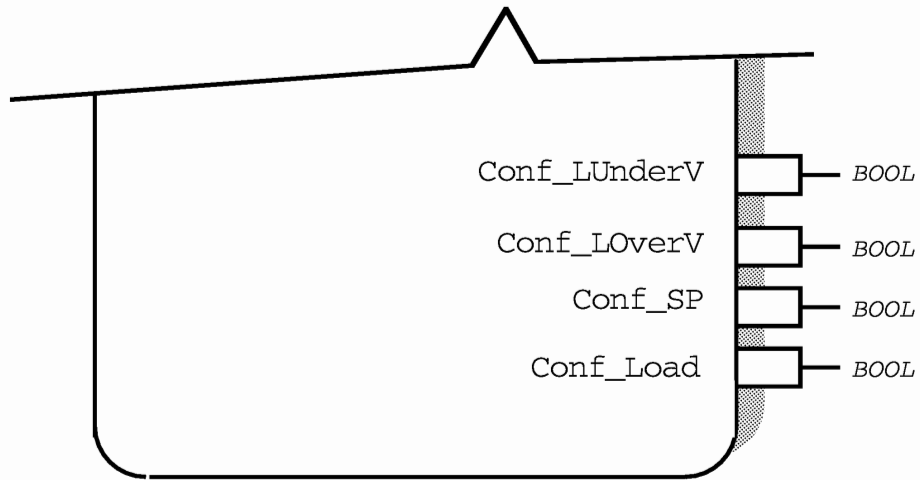 Conf_LUnderV BOOL
Conf_LOverV BOOL
Conf_SP BOOL
Conf_Load BOOL